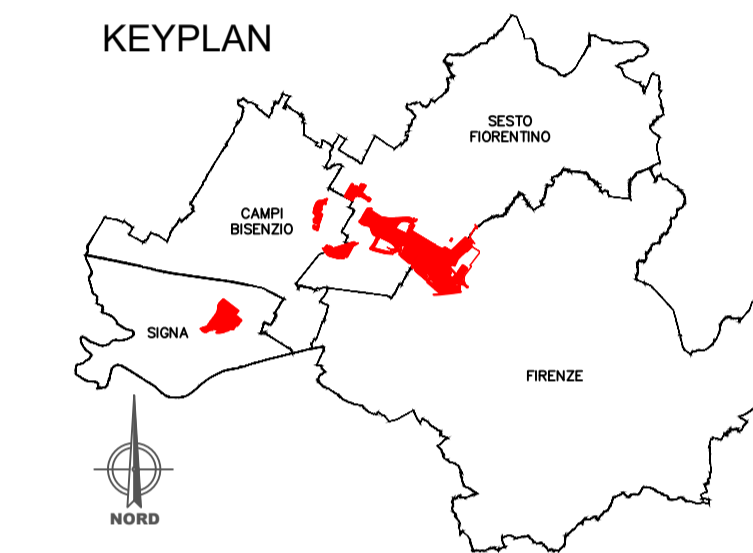 KEYPLAN
SESTO
FIORENTINO
CAMPI
BISENZIO
SIGNA
FIRENZE
NORD